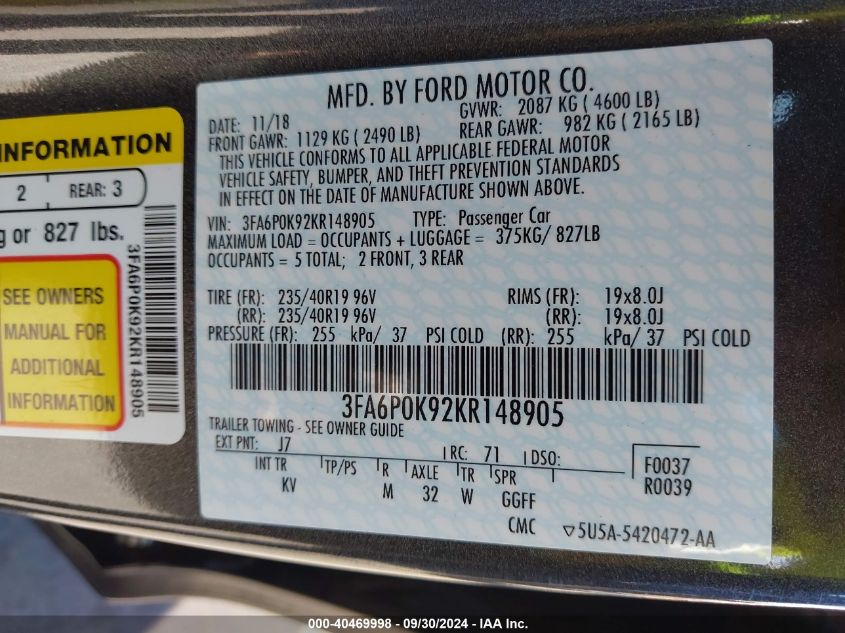 INFORMATION
2 REAR: 3
or 827 lbs.
SEE OWNERS
MANUAL FOR
ADDITIONAL
INFORMATION
3FA6P0K92KR148905
MFD. BY FORD MOTOR CO.
DATE: 11/18 GVWR: 2087 KG ( 4600 LB)
FRONT GAWR: 1129 KG ( 2490 LB) REAR GAWR: 982 KG ( 2165 LB)
THIS VEHICLE CONFORMS TO ALL APPLICABLE FEDERAL MOTOR
VEHICLE SAFETY, BUMPER, AND THEFT PREVENTION STANDARDS
IN EFFECT ON THE DATE OF MANUFACTURE SHOWN ABOVE.
VIN: 3FA6P0K92KR148905 TYPE: Passenger Car
MAXIMUM LOAD = OCCUPANTS + LUGGAGE = 375KG/ 827LB
OCCUPANTS = 5 TOTAL; 2 FRONT, 3 REAR
TIRE (FR): 235/40R19 96V RIMS (FR): 19x8.0J
(RR): 235/40R19 96V (RR): 19x8.0J
PRESSURE (FR): 255 kPa/ 37 PSI COLD (RR): 255 kPa/ 37 PSI COLD
3FA6P0K92KR148905
TRAILER TOWING - SEE OWNER GUIDE
EXT PNT: J7 RC: 71 DSO: F0037
INT TR TP/PS R AXLE TR SPR R0039
KV M 32 W GGFF
CMC ▽5U5A-5420472-AA
000-40469998 - 09/30/2024 - IAA Inc.